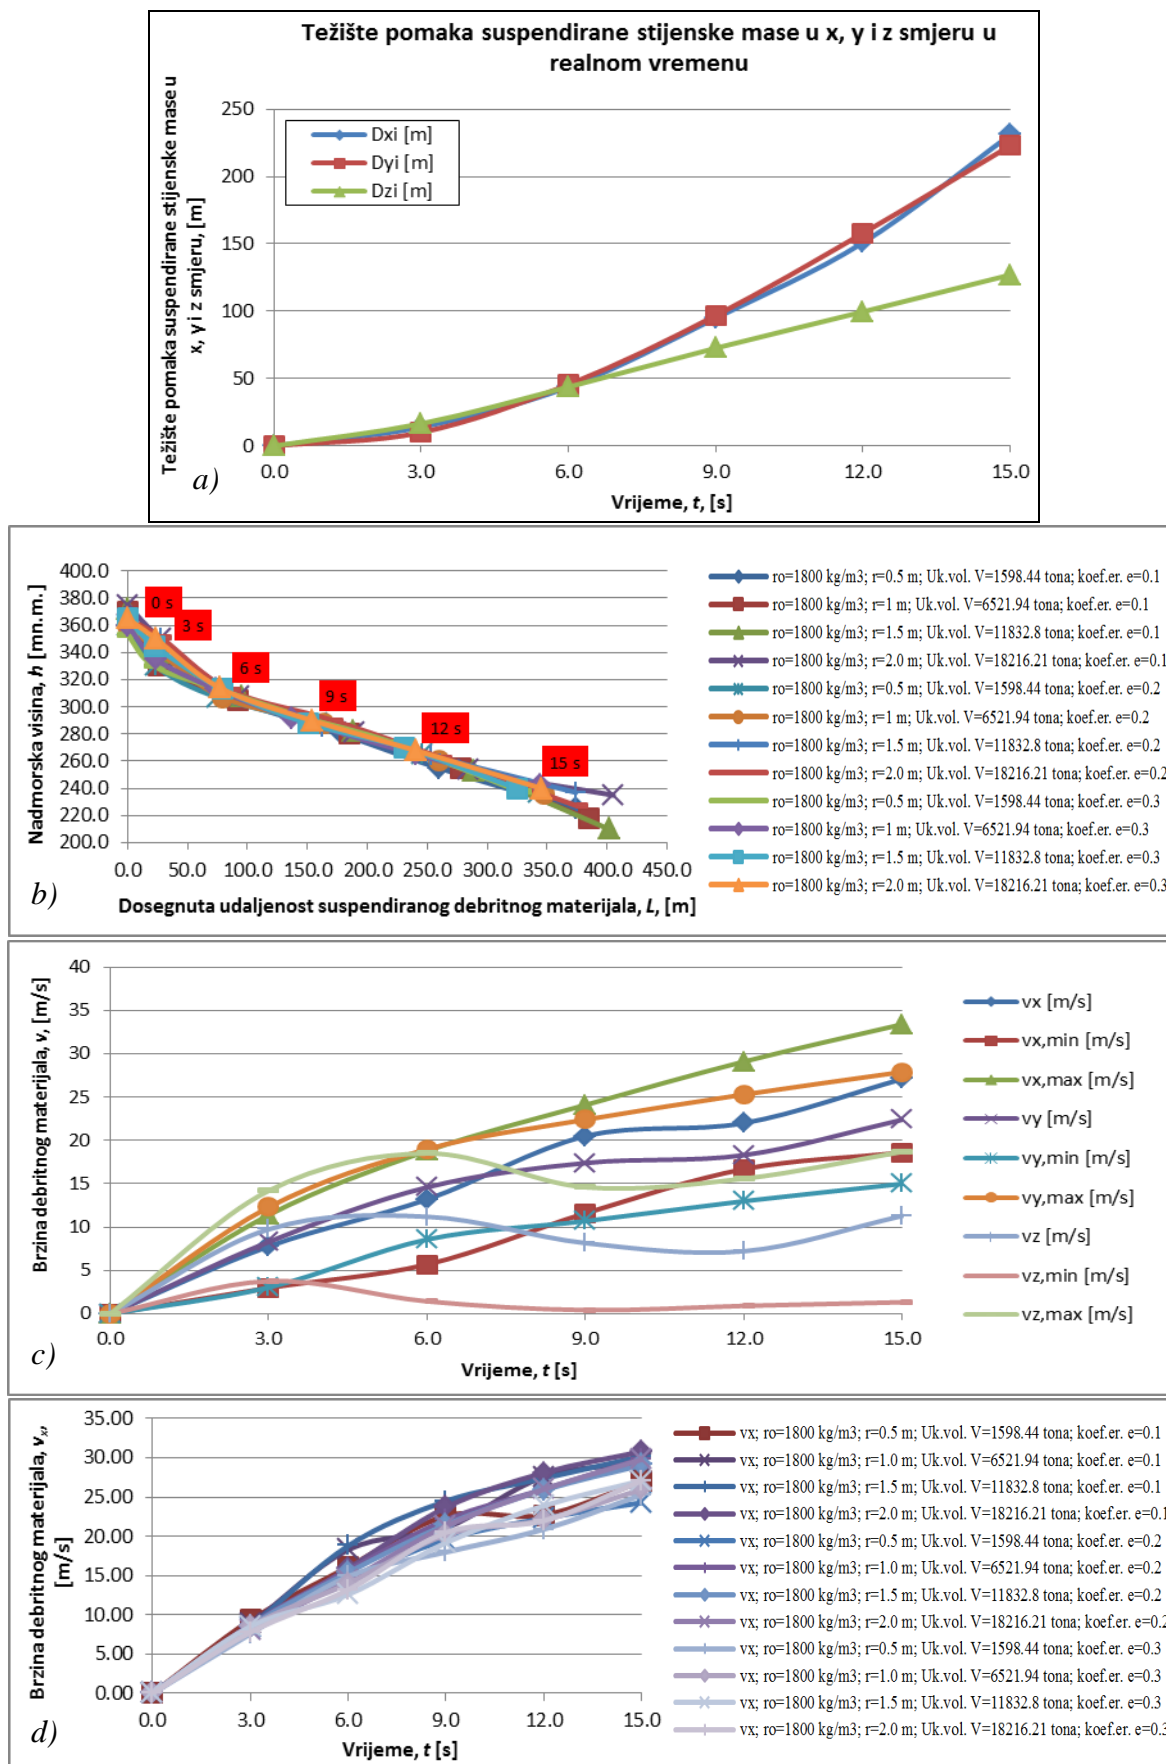 Težište pomaka suspendirane stijenske mase u x, y i z smjeru u
realnom vremenu
Težište pomaka suspendirane stijenske mase u
x, y i z smjeru, [m]
250
200
150
100
50
0
Dxi [m]
Dyi [m]
Dzi [m]
0.0 3.0 6.0 9.0 12.0 15.0
Vrijeme, t, [s]
a)
Nadmorska visina, h [mn.m.]
400.0
380.0
360.0
340.0
320.0
300.0
280.0
260.0
240.0
220.0
200.0
0 s
3 s
6 s
9 s
12 s
15 s
0.0 50.0 100.0 150.0 200.0 250.0 300.0 350.0 400.0 450.0
Dosegnuta udaljenost suspendiranog debritnog materijala, L, [m]
ro=1800 kg/m3; r=0.5 m; Uk.vol. V=1598.44 tona; koef.er. e=0.1
ro=1800 kg/m3; r=1 m; Uk.vol. V=6521.94 tona; koef.er. e=0.1
ro=1800 kg/m3; r=1.5 m; Uk.vol. V=11832.8 tona; koef.er. e=0.1
ro=1800 kg/m3; r=2.0 m; Uk.vol. V=18216.21 tona; koef.er. e=0.1
ro=1800 kg/m3; r=0.5 m; Uk.vol. V=1598.44 tona; koef.er. e=0.2
ro=1800 kg/m3; r=1 m; Uk.vol. V=6521.94 tona; koef.er. e=0.2
ro=1800 kg/m3; r=1.5 m; Uk.vol. V=11832.8 tona; koef.er. e=0.2
ro=1800 kg/m3; r=2.0 m; Uk.vol. V=18216.21 tona; koef.er. e=0.2
ro=1800 kg/m3; r=0.5 m; Uk.vol. V=1598.44 tona; koef.er. e=0.3
ro=1800 kg/m3; r=1 m; Uk.vol. V=6521.94 tona; koef.er. e=0.3
ro=1800 kg/m3; r=1.5 m; Uk.vol. V=11832.8 tona; koef.er. e=0.3
ro=1800 kg/m3; r=2.0 m; Uk.vol. V=18216.21 tona; koef.er. e=0.3
b)
Brzina debritnog materijala, v, [m/s]
40
35
30
25
20
15
10
5
0
0.0 3.0 6.0 9.0 12.0 15.0
Vrijeme, t [s]
vx [m/s]
vx,min [m/s]
vx,max [m/s]
vy [m/s]
vy,min [m/s]
vy,max [m/s]
vz [m/s]
vz,min [m/s]
vz,max [m/s]
c)
Brzina debritnog materijala, vx,
[m/s]
35.00
30.00
25.00
20.00
15.00
10.00
5.00
0.00
0.0 3.0 6.0 9.0 12.0 15.0
Vrijeme, t [s]
vx; ro=1800 kg/m3; r=0.5 m; Uk.vol. V=1598.44 tona; koef.er. e=0.1
vx; ro=1800 kg/m3; r=1.0 m; Uk.vol. V=6521.94 tona; koef.er. e=0.1
vx; ro=1800 kg/m3; r=1.5 m; Uk.vol. V=11832.8 tona; koef.er. e=0.1
vx; ro=1800 kg/m3; r=2.0 m; Uk.vol. V=18216.21 tona; koef.er. e=0.1
vx; ro=1800 kg/m3; r=0.5 m; Uk.vol. V=1598.44 tona; koef.er. e=0.2
vx; ro=1800 kg/m3; r=1.0 m; Uk.vol. V=6521.94 tona; koef.er. e=0.2
vx; ro=1800 kg/m3; r=1.5 m; Uk.vol. V=11832.8 tona; koef.er. e=0.2
vx; ro=1800 kg/m3; r=2.0 m; Uk.vol. V=18216.21 tona; koef.er. e=0.2
vx; ro=1800 kg/m3; r=0.5 m; Uk.vol. V=1598.44 tona; koef.er. e=0.3
vx; ro=1800 kg/m3; r=1.0 m; Uk.vol. V=6521.94 tona; koef.er. e=0.3
vx; ro=1800 kg/m3; r=1.5 m; Uk.vol. V=11832.8 tona; koef.er. e=0.3
vx; ro=1800 kg/m3; r=2.0 m; Uk.vol. V=18216.21 tona; koef.er. e=0.3
d)